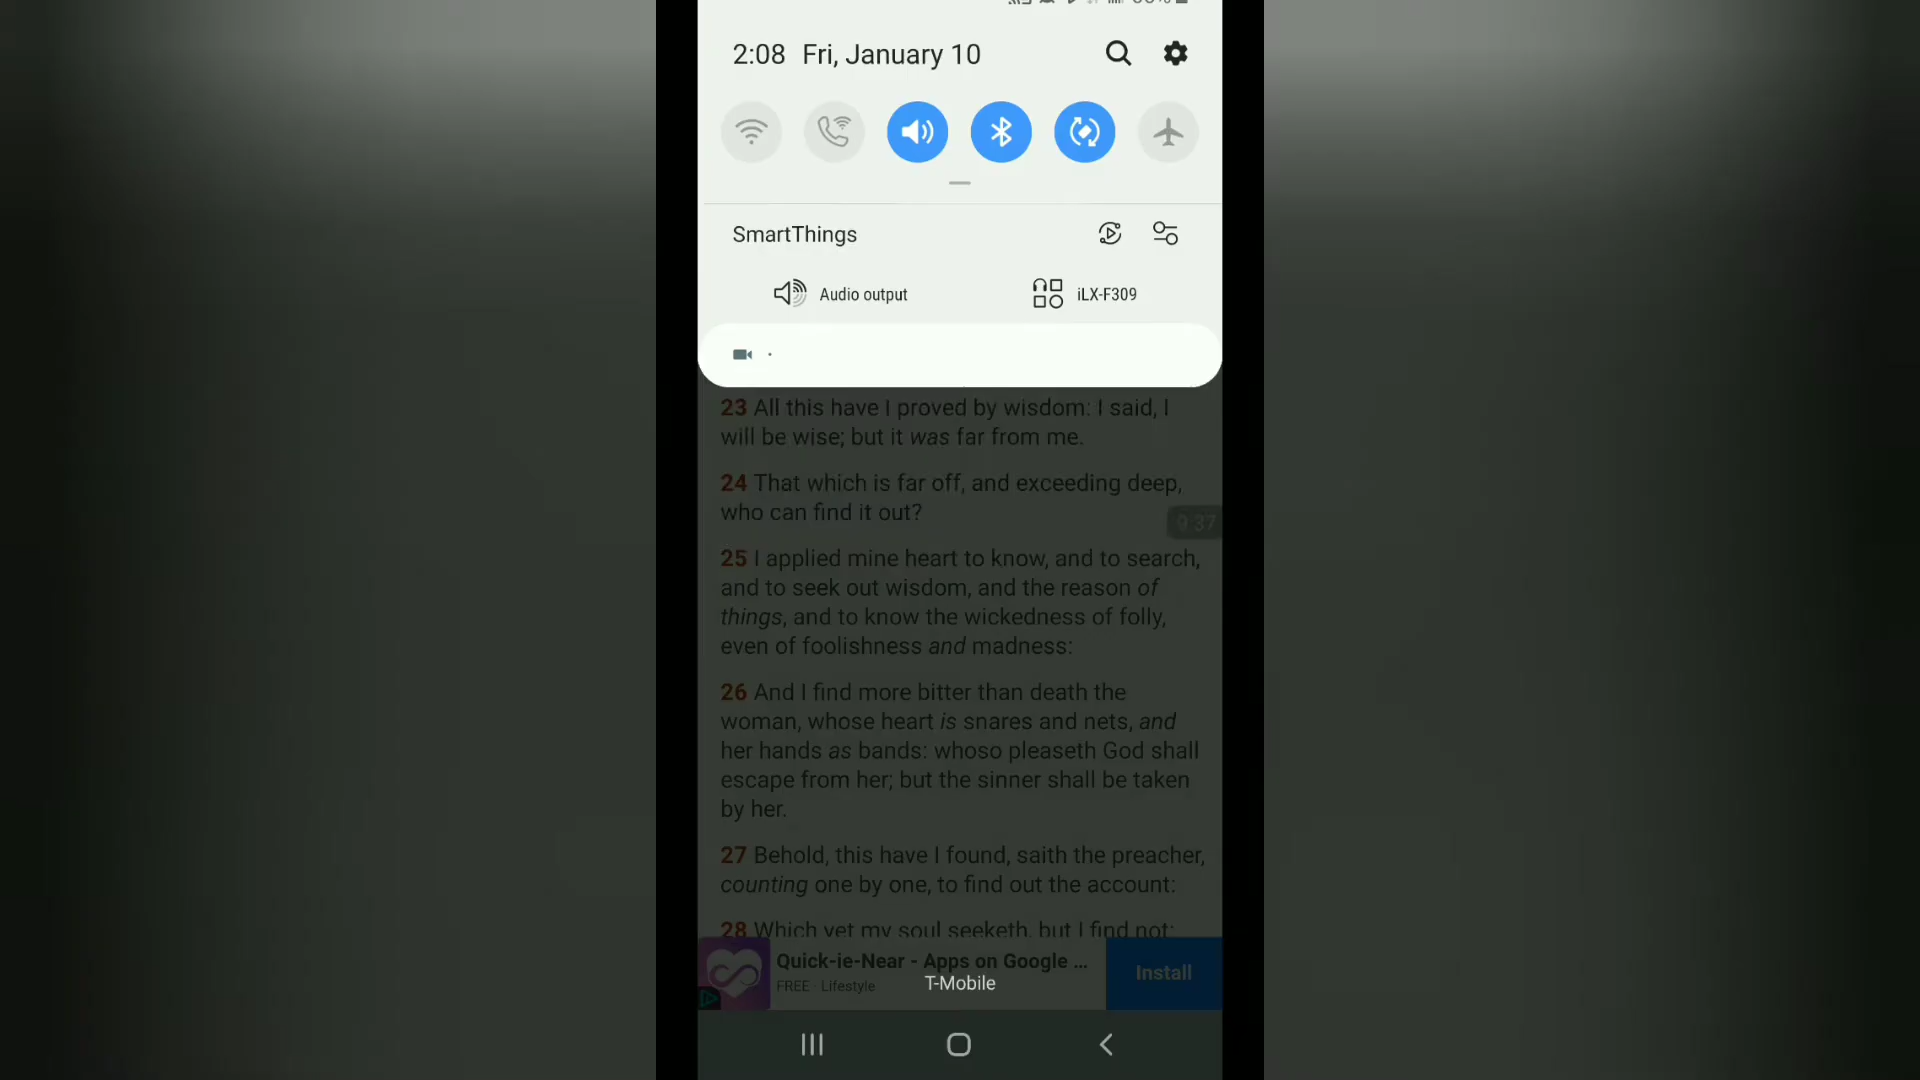 2:08 Fri, January 10
SmartThings
Audio output
iLX-F309
23 All this have I proved by wisdom: I said, I
will be wise; but it was far from me.
24 That which is far off, and exceeding deep,
who can find it out?
9:37
25 I applied mine heart to know, and to search,
and to seek out wisdom, and the reason of
things, and to know the wickedness of folly,
even of foolishness and madness:
26 And I find more bitter than death the
woman, whose heart is snares and nets, and
her hands as bands: whoso pleaseth God shall
escape from her; but the sinner shall be taken
by her.
27 Behold, this have I found, saith the preacher,
counting one by one, to find out the account:
28 Which yet my soul seeketh, but I find not:
Quick-ie-Near - Apps on Google ...
FREE · Lifestyle
T-Mobile
Install